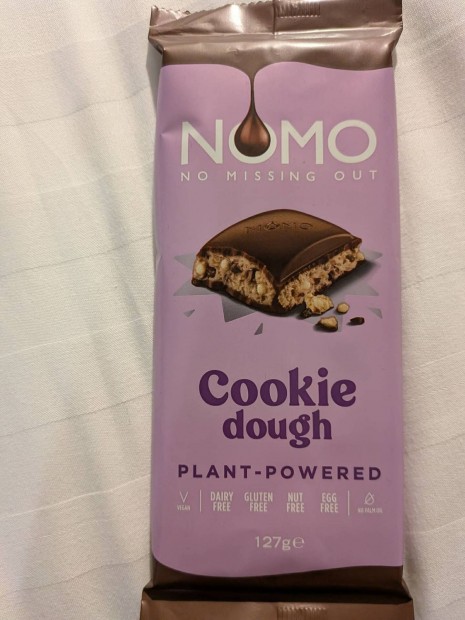 NOMO
NO MISSING OUT
NOMO
Cookie
dough
PLANT-POWERED
VEGAN
DAIRY FREE
GLUTEN FREE
NUT FREE
EGG FREE
NO PALM OIL
127g℮